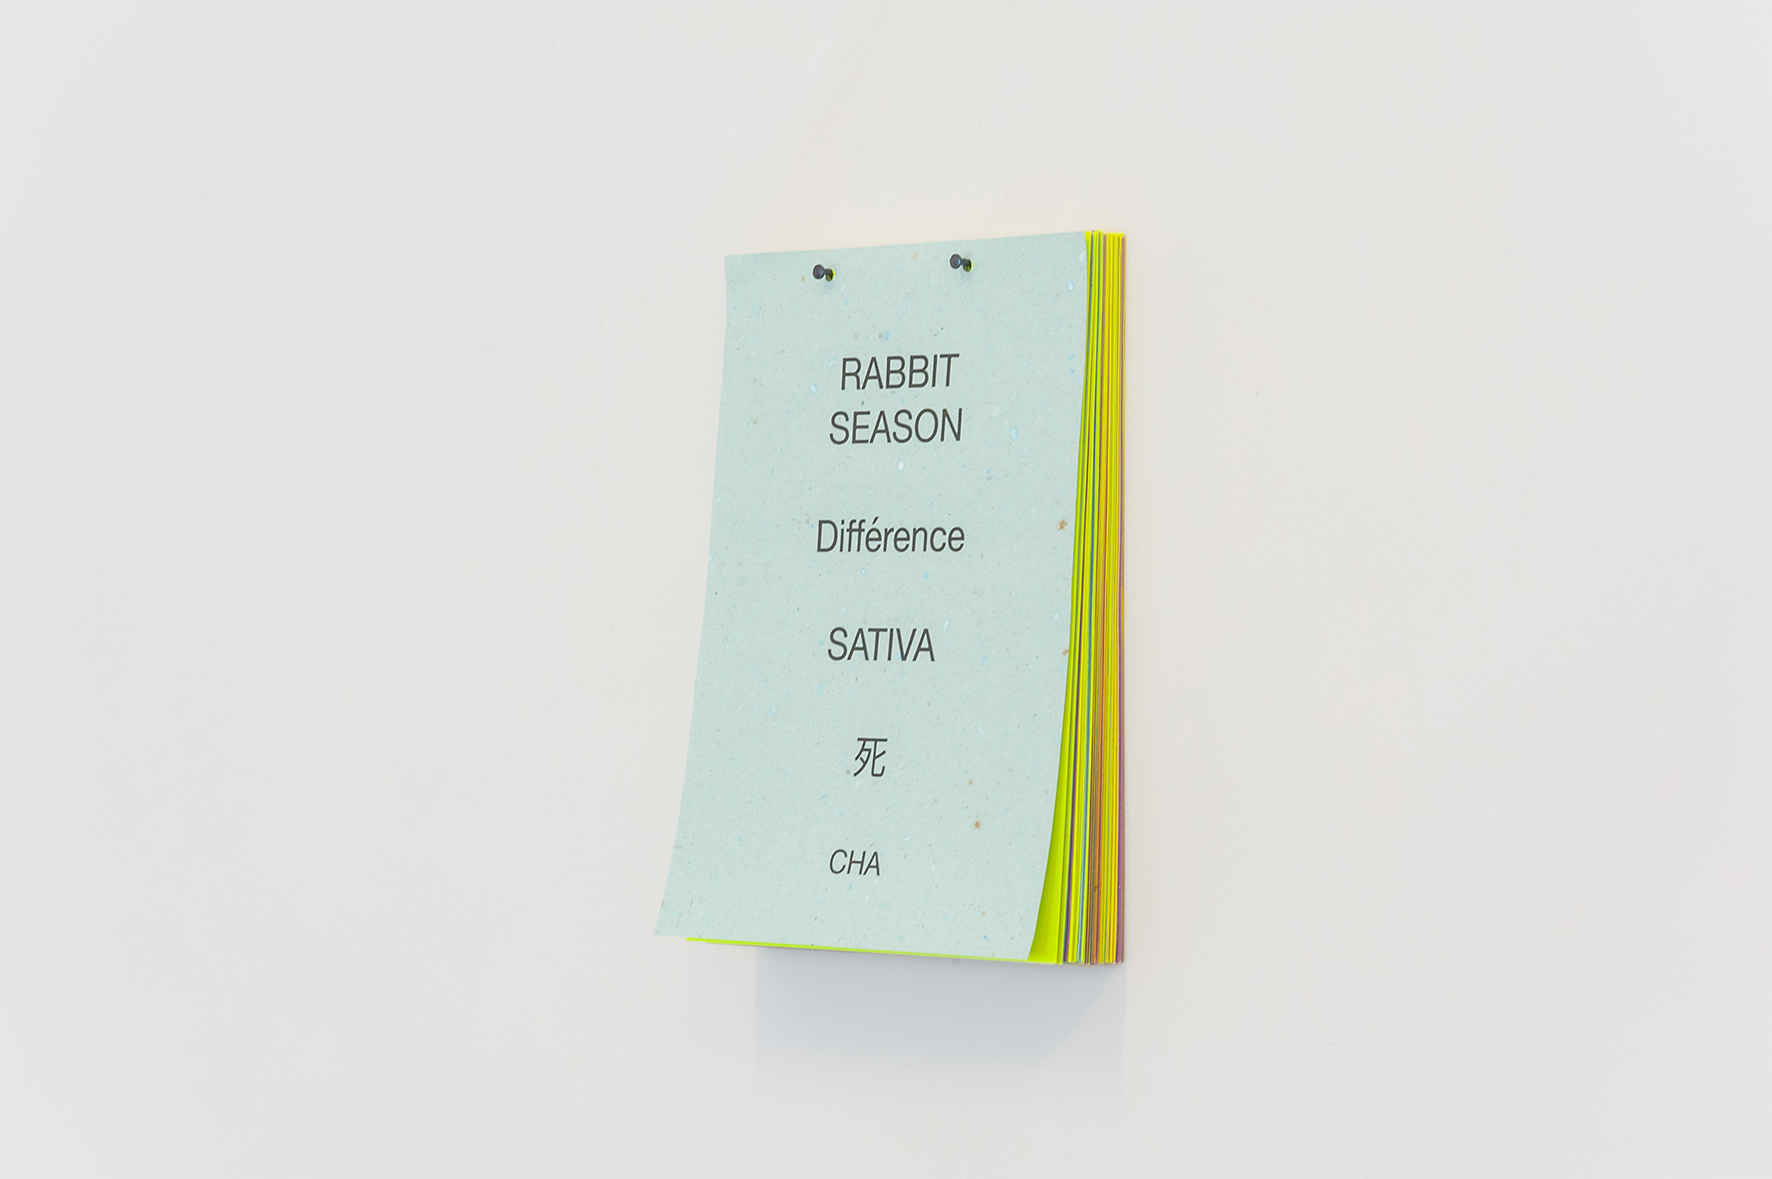 RABBIT
SEASON
Différence
SATIVA
死
CHA